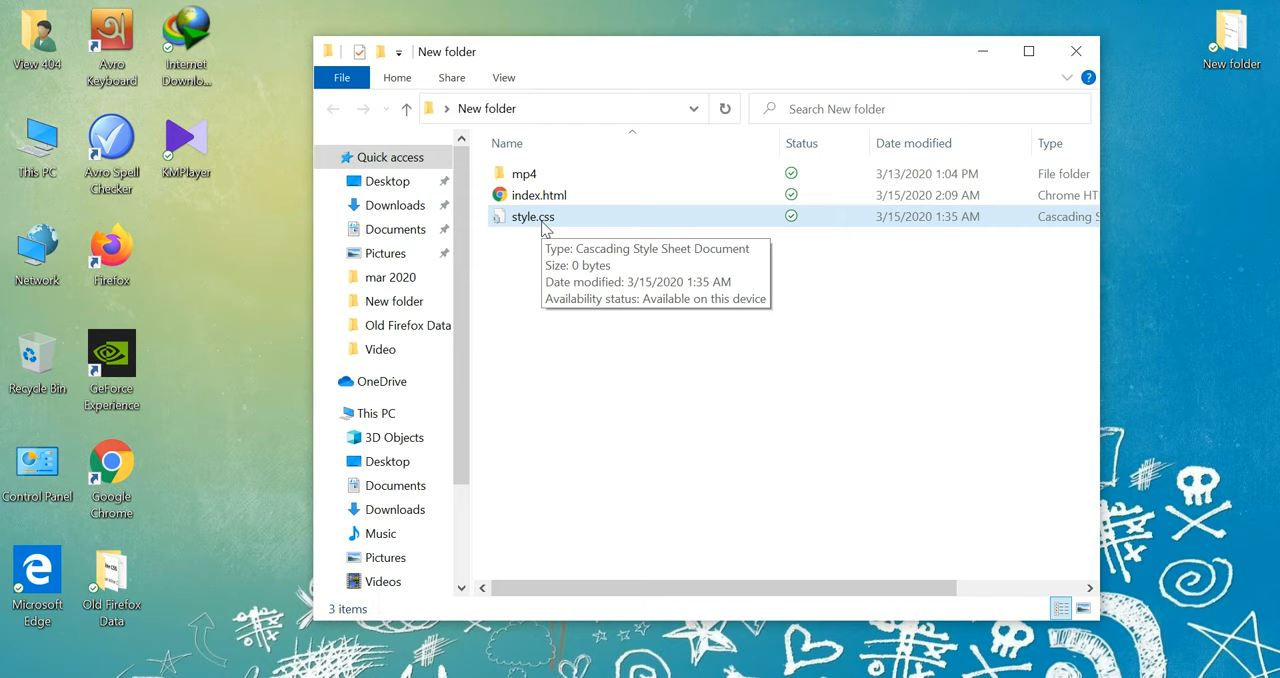 View 404
Avro
Keyboard
Internet
Downlo...
New folder
This PC
Avro Spell
Checker
KMPlayer
Network
Firefox
Recycle Bin
GeForce
Experience
Control Panel
Google
Chrome
Microsoft
Edge
Old Firefox
Data
New folder
File
Home
Share
View
?
New folder
Search New folder
Name
Status
Date modified
Type
mp4
3/13/2020 1:04 PM
File folder
index.html
3/15/2020 2:09 AM
Chrome HT
style.css
3/15/2020 1:35 AM
Cascading S
Type: Cascading Style Sheet Document
Size: 0 bytes
Date modified: 3/15/2020 1:35 AM
Availability status: Available on this device
Quick access
Desktop
Downloads
Documents
Pictures
mar 2020
New folder
Old Firefox Data
Video
OneDrive
This PC
3D Objects
Desktop
Documents
Downloads
Music
Pictures
Videos
3 items